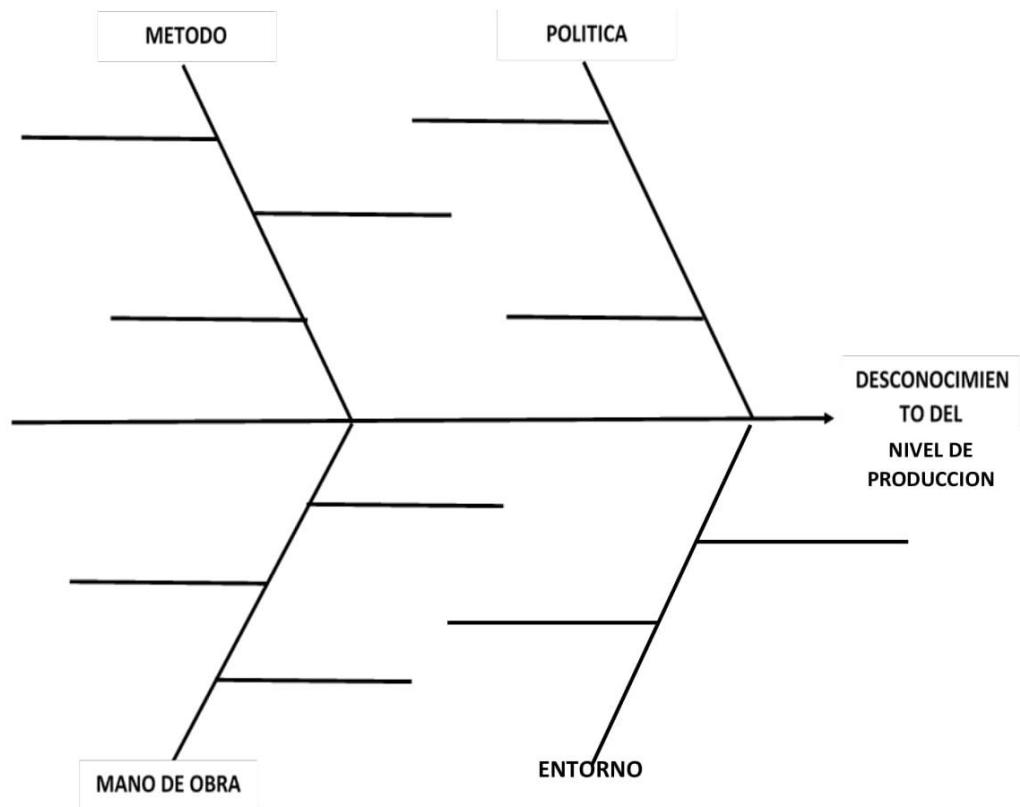 METODO
POLITICA
DESCONOCIMIEN
TO DEL
NIVEL DE
PRODUCCION
MANO DE OBRA
ENTORNO